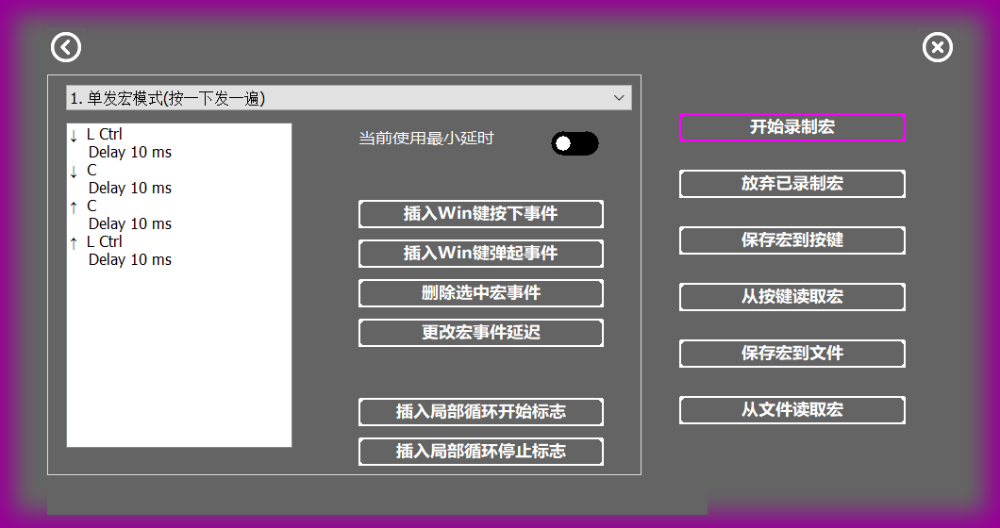 1. 单发宏模式(按一下发一遍)
↓ L Ctrl
Delay 10 ms
↓ C
Delay 10 ms
↑ C
Delay 10 ms
↑ L Ctrl
Delay 10 ms
当前使用最小延时
插入Win键按下事件
插入Win键弹起事件
删除选中宏事件
更改宏事件延迟
插入局部循环开始标志
插入局部循环停止标志
开始录制宏
放弃已录制宏
保存宏到按键
从按键读取宏
保存宏到文件
从文件读取宏